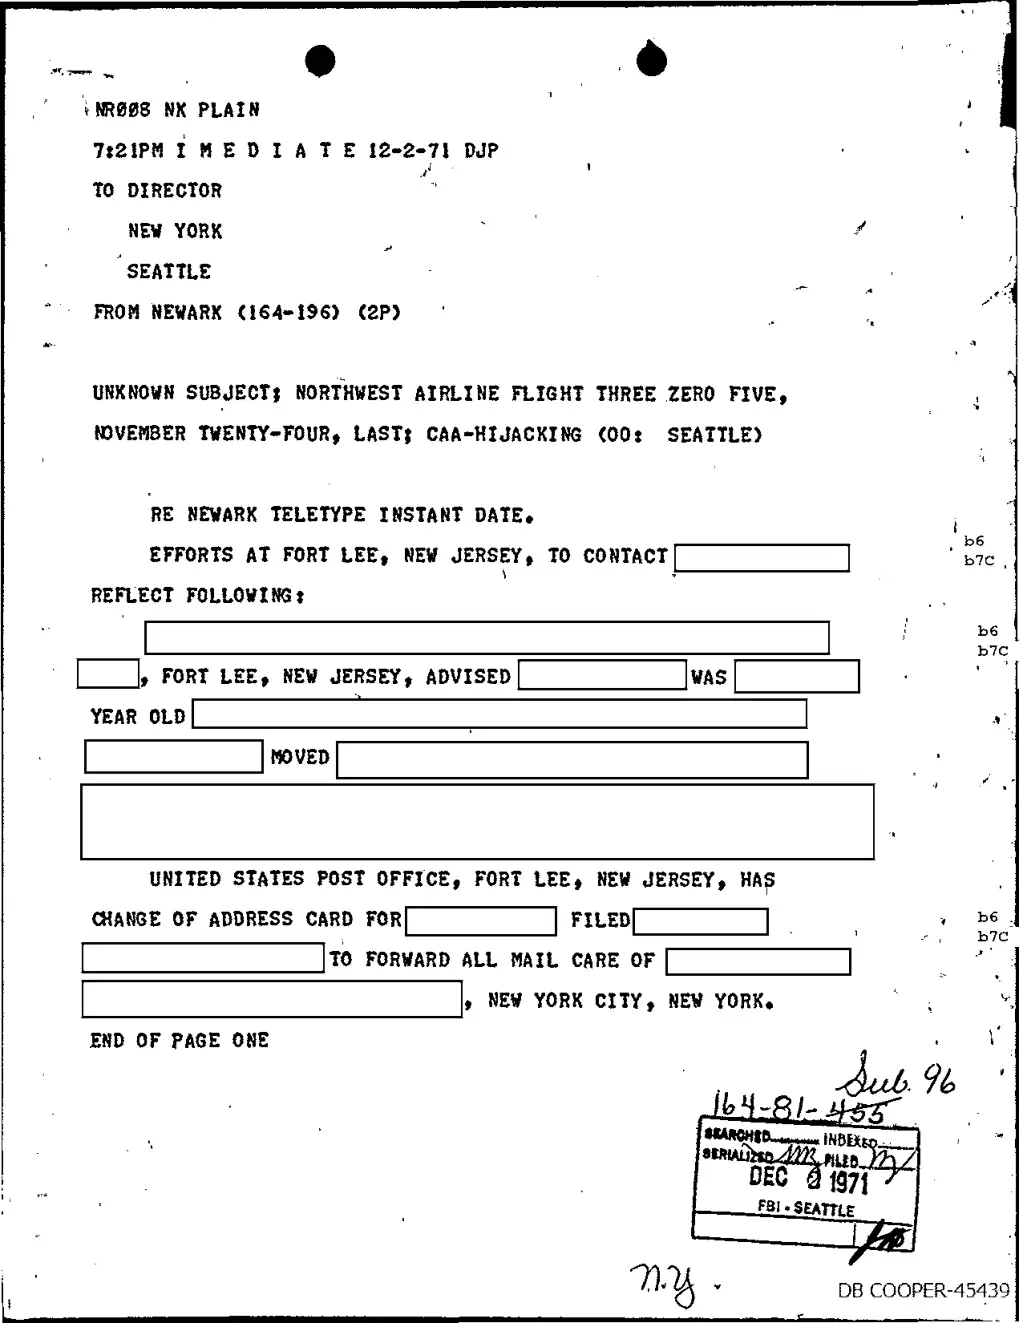 NR008 NK PLAIN
7:21PM I M E D I A T E 12-2-71 DJP
TO DIRECTOR
NEW YORK
SEATTLE
FROM NEWARK (164-196) (2P)
UNKNOWN SUBJECT; NORTHWEST AIRLINE FLIGHT THREE ZERO FIVE,
NOVEMBER TWENTY-FOUR, LAST; CAA-HIJACKING (OO: SEATTLE)
RE NEWARK TELETYPE INSTANT DATE.
EFFORTS AT FORT LEE, NEW JERSEY, TO CONTACT
b6
b7C
REFLECT FOLLOWING:
b6
b7C
, FORT LEE, NEW JERSEY, ADVISED WAS
YEAR OLD
MOVED
UNITED STATES POST OFFICE, FORT LEE, NEW JERSEY, HAS
CHANGE OF ADDRESS CARD FOR FILED
b6
b7C
TO FORWARD ALL MAIL CARE OF
, NEW YORK CITY, NEW YORK.
END OF PAGE ONE
Sub. 96
164-81-455
SEARCHED INDEXED
SERIALIZED FILED
DEC 2 1971
FBI - SEATTLE
N.Y.
DB COOPER-45439